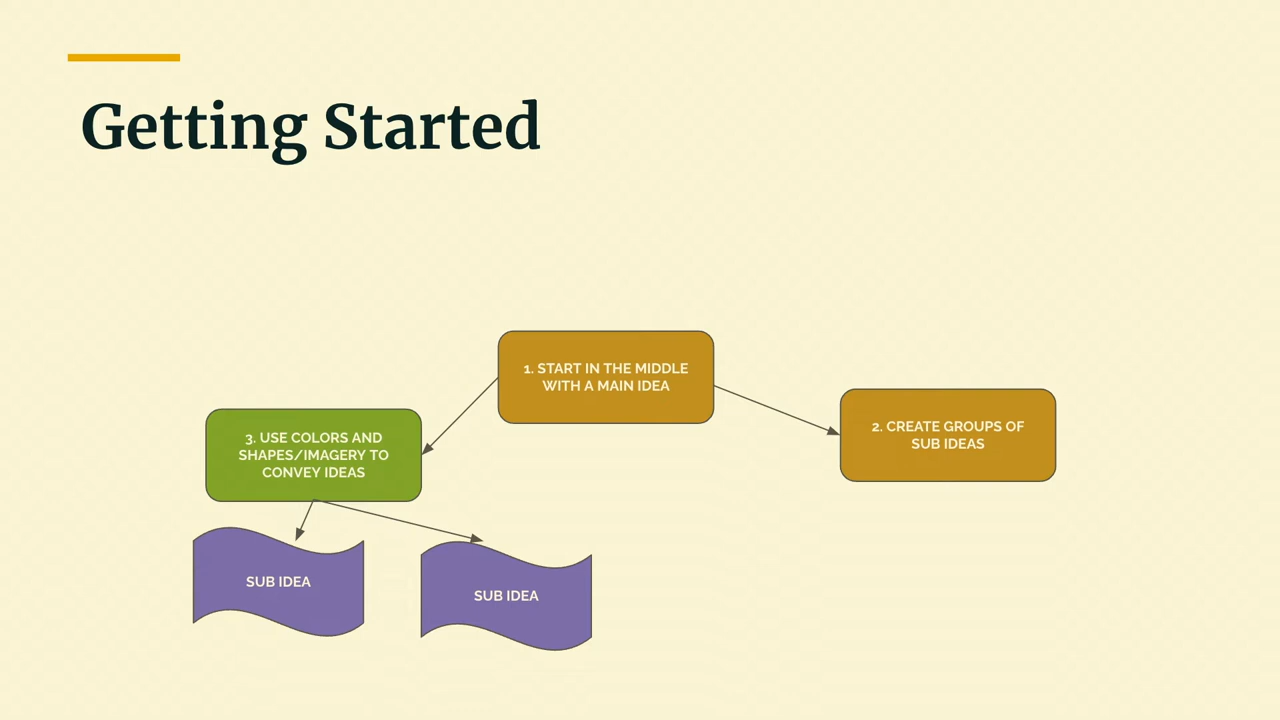 Getting Started
1. START IN THE MIDDLE
WITH A MAIN IDEA
2. CREATE GROUPS OF
SUB IDEAS
3. USE COLORS AND
SHAPES/IMAGERY TO
CONVEY IDEAS
SUB IDEA
SUB IDEA